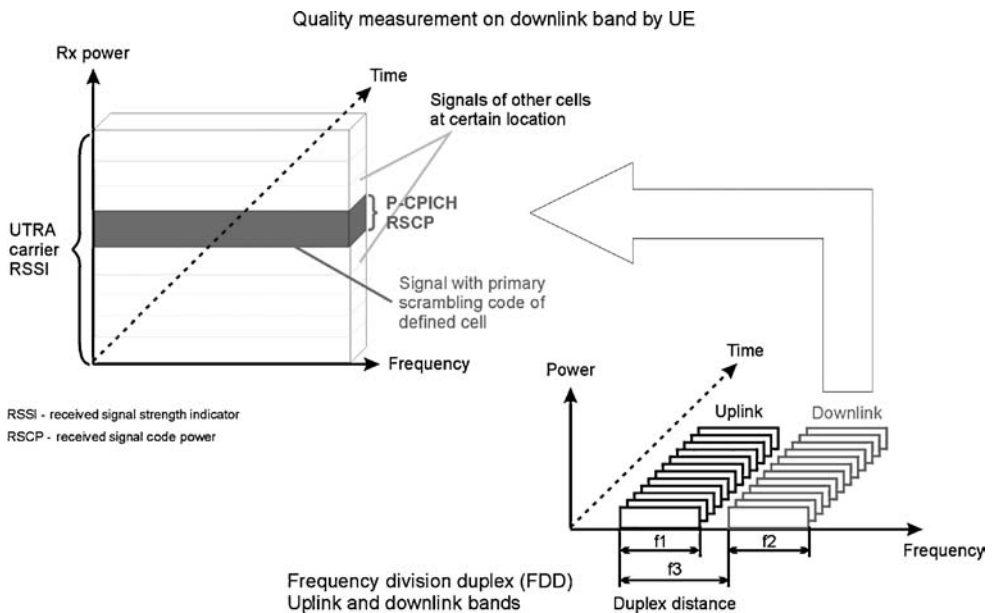 Quality measurement on downlink band by UE
Rx power
Time
Signals of other cells
at certain location
P-CPICH
RSCP
UTRA
carrier
RSSI
Signal with primary
scrambling code of
defined cell
Frequency
RSSI - received signal strength indicator
RSCP - received signal code power
Power
Time
Uplink
Downlink
f1
f2
f3
Frequency
Duplex distance
Frequency division duplex (FDD)
Uplink and downlink bands